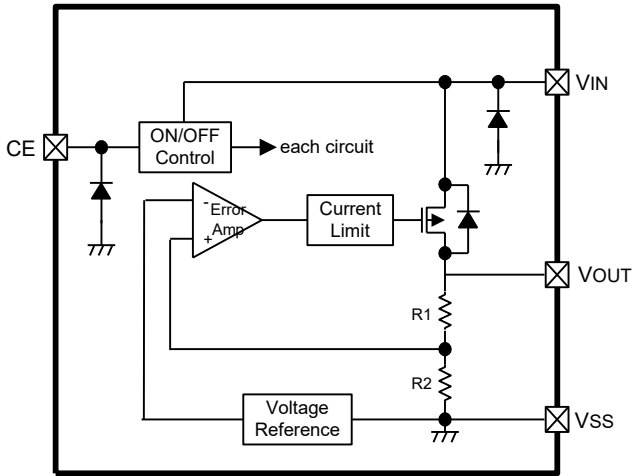 VIN
CE
ON/OFF
Control
each circuit
-
Error
Amp
+
Current
Limit
VOUT
R1
R2
Voltage
Reference
VSS